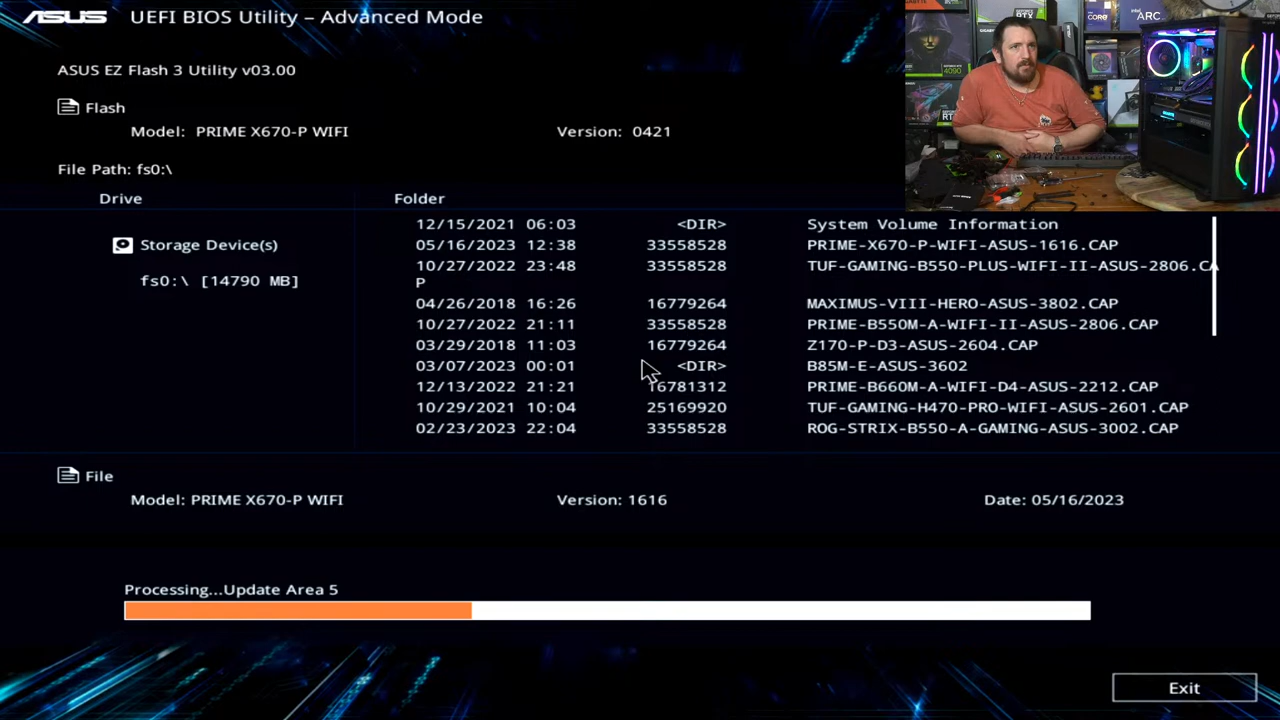 ASUS UEFI BIOS Utility – Advanced Mode
ASUS EZ Flash 3 Utility v03.00
Flash
Model: PRIME X670-P WIFI Version: 0421
File Path: fs0:\
Drive Folder
12/15/2021 06:03 <DIR> System Volume Information
Storage Device(s) 05/16/2023 12:38 33558528 PRIME-X670-P-WIFI-ASUS-1616.CAP
10/27/2022 23:48 33558528 TUF-GAMING-B550-PLUS-WIFI-II-ASUS-2806.CA
fs0:\ [14790 MB] P
04/26/2018 16:26 16779264 MAXIMUS-VIII-HERO-ASUS-3802.CAP
10/27/2022 21:11 33558528 PRIME-B550M-A-WIFI-II-ASUS-2806.CAP
03/29/2018 11:03 16779264 Z170-P-D3-ASUS-2604.CAP
03/07/2023 00:01 <DIR> B85M-E-ASUS-3602
12/13/2022 21:21 16781312 PRIME-B660M-A-WIFI-D4-ASUS-2212.CAP
10/29/2021 10:04 25169920 TUF-GAMING-H470-PRO-WIFI-ASUS-2601.CAP
02/23/2023 22:04 33558528 ROG-STRIX-B550-A-GAMING-ASUS-3002.CAP
File
Model: PRIME X670-P WIFI Version: 1616 Date: 05/16/2023
Processing...Update Area 5
Exit
CORE
ARC
4090